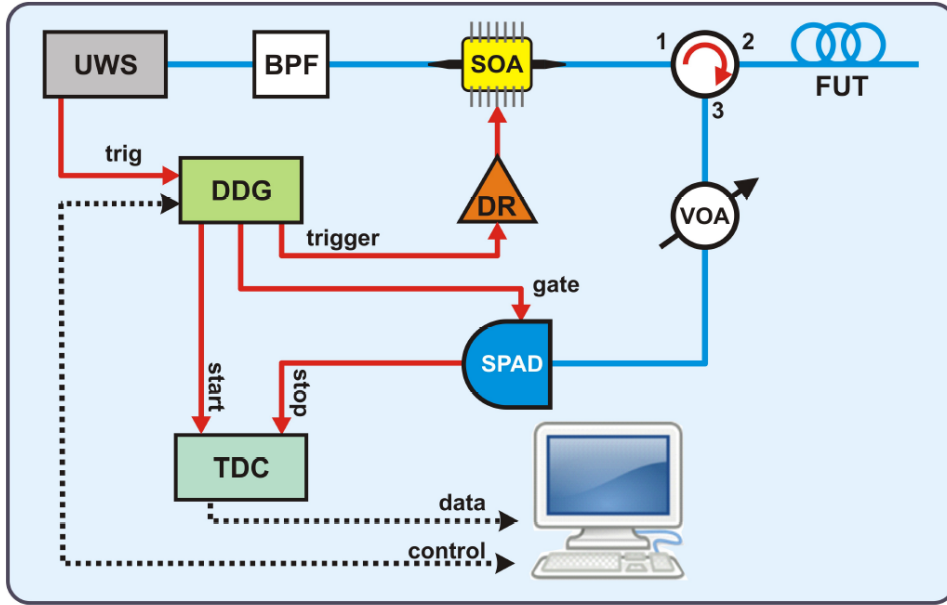 UWS
BPF
SOA
1
2
3
FUT
trig
DDG
trigger
DR
VOA
gate
SPAD
start
stop
TDC
data
control